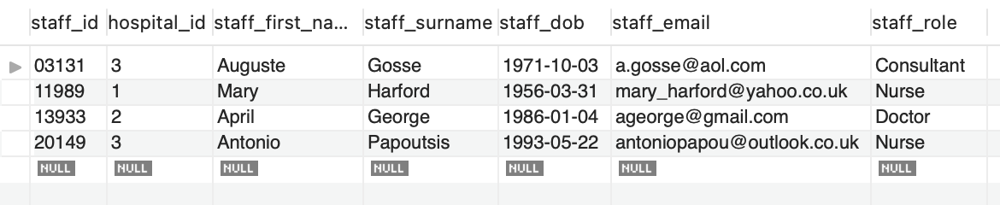 staff_id hospital_id staff_first_na... staff_surname staff_dob staff_email staff_role
03131 3 Auguste Gosse 1971-10-03 a.gosse@aol.com Consultant
11989 1 Mary Harford 1956-03-31 mary_harford@yahoo.co.uk Nurse
13933 2 April George 1986-01-04 ageorge@gmail.com Doctor
20149 3 Antonio Papoutsis 1993-05-22 antoniopapou@outlook.co.uk Nurse
NULL NULL NULL NULL NULL NULL NULL